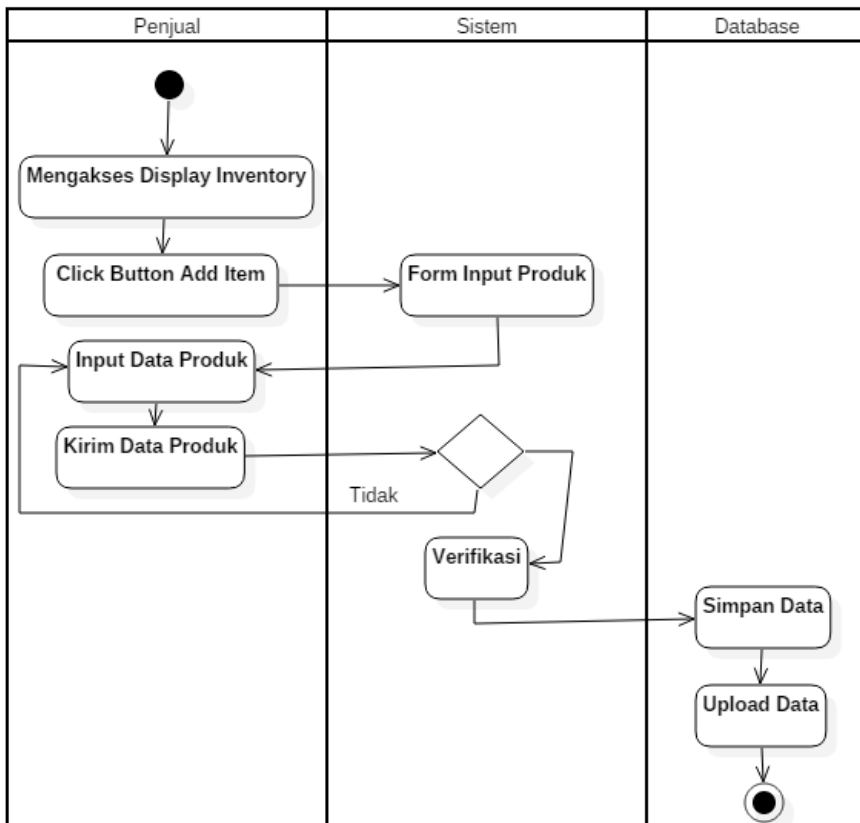 Penjual
Sistem
Database
Mengakses Display Inventory
Click Button Add Item
Form Input Produk
Input Data Produk
Kirim Data Produk
Tidak
Verifikasi
Simpan Data
Upload Data